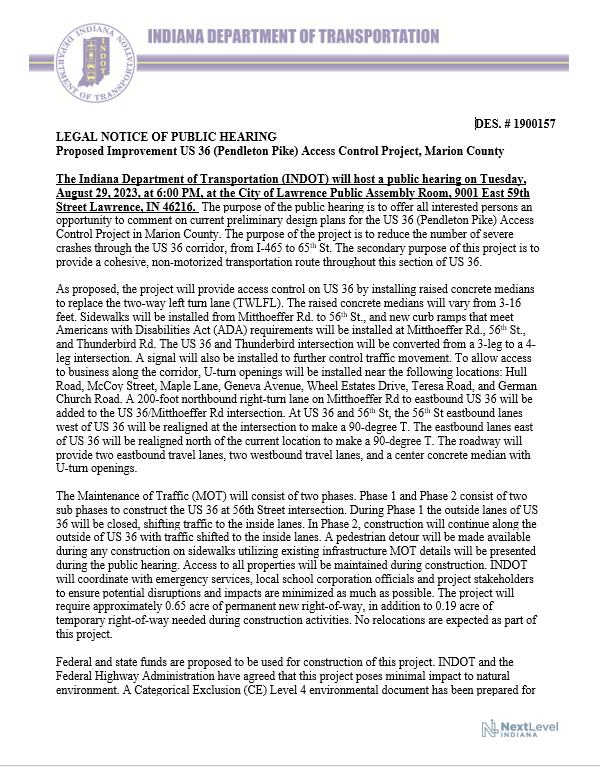 INDIANA DEPARTMENT OF TRANSPORTATION
INDIANA
DEPARTMENT OF TRANSPORTATION
INDOT
DES. # 1900157
LEGAL NOTICE OF PUBLIC HEARING
Proposed Improvement US 36 (Pendleton Pike) Access Control Project, Marion County
The Indiana Department of Transportation (INDOT) will host a public hearing on Tuesday,
August 29, 2023, at 6:00 PM, at the City of Lawrence Public Assembly Room, 9001 East 59th
Street Lawrence, IN 46216. The purpose of the public hearing is to offer all interested persons an
opportunity to comment on current preliminary design plans for the US 36 (Pendleton Pike) Access
Control Project in Marion County. The purpose of the project is to reduce the number of severe
crashes through the US 36 corridor, from I-465 to 65th St. The secondary purpose of this project is to
provide a cohesive, non-motorized transportation route throughout this section of US 36.
As proposed, the project will provide access control on US 36 by installing raised concrete medians
to replace the two-way left turn lane (TWLFL). The raised concrete medians will vary from 3-16
feet. Sidewalks will be installed from Mitthoeffer Rd. to 56th St., and new curb ramps that meet
Americans with Disabilities Act (ADA) requirements will be installed at Mitthoeffer Rd., 56th St.,
and Thunderbird Rd. The US 36 and Thunderbird intersection will be converted from a 3-leg to a 4-
leg intersection. A signal will also be installed to further control traffic movement. To allow access
to business along the corridor, U-turn openings will be installed near the following locations: Hull
Road, McCoy Street, Maple Lane, Geneva Avenue, Wheel Estates Drive, Teresa Road, and German
Church Road. A 200-foot northbound right-turn lane on Mitthoeffer Rd to eastbound US 36 will be
added to the US 36/Mitthoeffer Rd intersection. At US 36 and 56th St, the 56th St eastbound lanes
west of US 36 will be realigned at the intersection to make a 90-degree T. The eastbound lanes east
of US 36 will be realigned north of the current location to make a 90-degree T. The roadway will
provide two eastbound travel lanes, two westbound travel lanes, and a center concrete median with
U-turn openings.
The Maintenance of Traffic (MOT) will consist of two phases. Phase 1 and Phase 2 consist of two
sub phases to construct the US 36 at 56th Street intersection. During Phase 1 the outside lanes of US
36 will be closed, shifting traffic to the inside lanes. In Phase 2, construction will continue along the
outside of US 36 with traffic shifted to the inside lanes. A pedestrian detour will be made available
during any construction on sidewalks utilizing existing infrastructure MOT details will be presented
during the public hearing. Access to all properties will be maintained during construction. INDOT
will coordinate with emergency services, local school corporation officials and project stakeholders
to ensure potential disruptions and impacts are minimized as much as possible. The project will
require approximately 0.65 acre of permanent new right-of-way, in addition to 0.19 acre of
temporary right-of-way needed during construction activities. No relocations are expected as part of
this project.
Federal and state funds are proposed to be used for construction of this project. INDOT and the
Federal Highway Administration have agreed that this project poses minimal impact to natural
environment. A Categorical Exclusion (CE) Level 4 environmental document has been prepared for
NextLevel
INDIANA